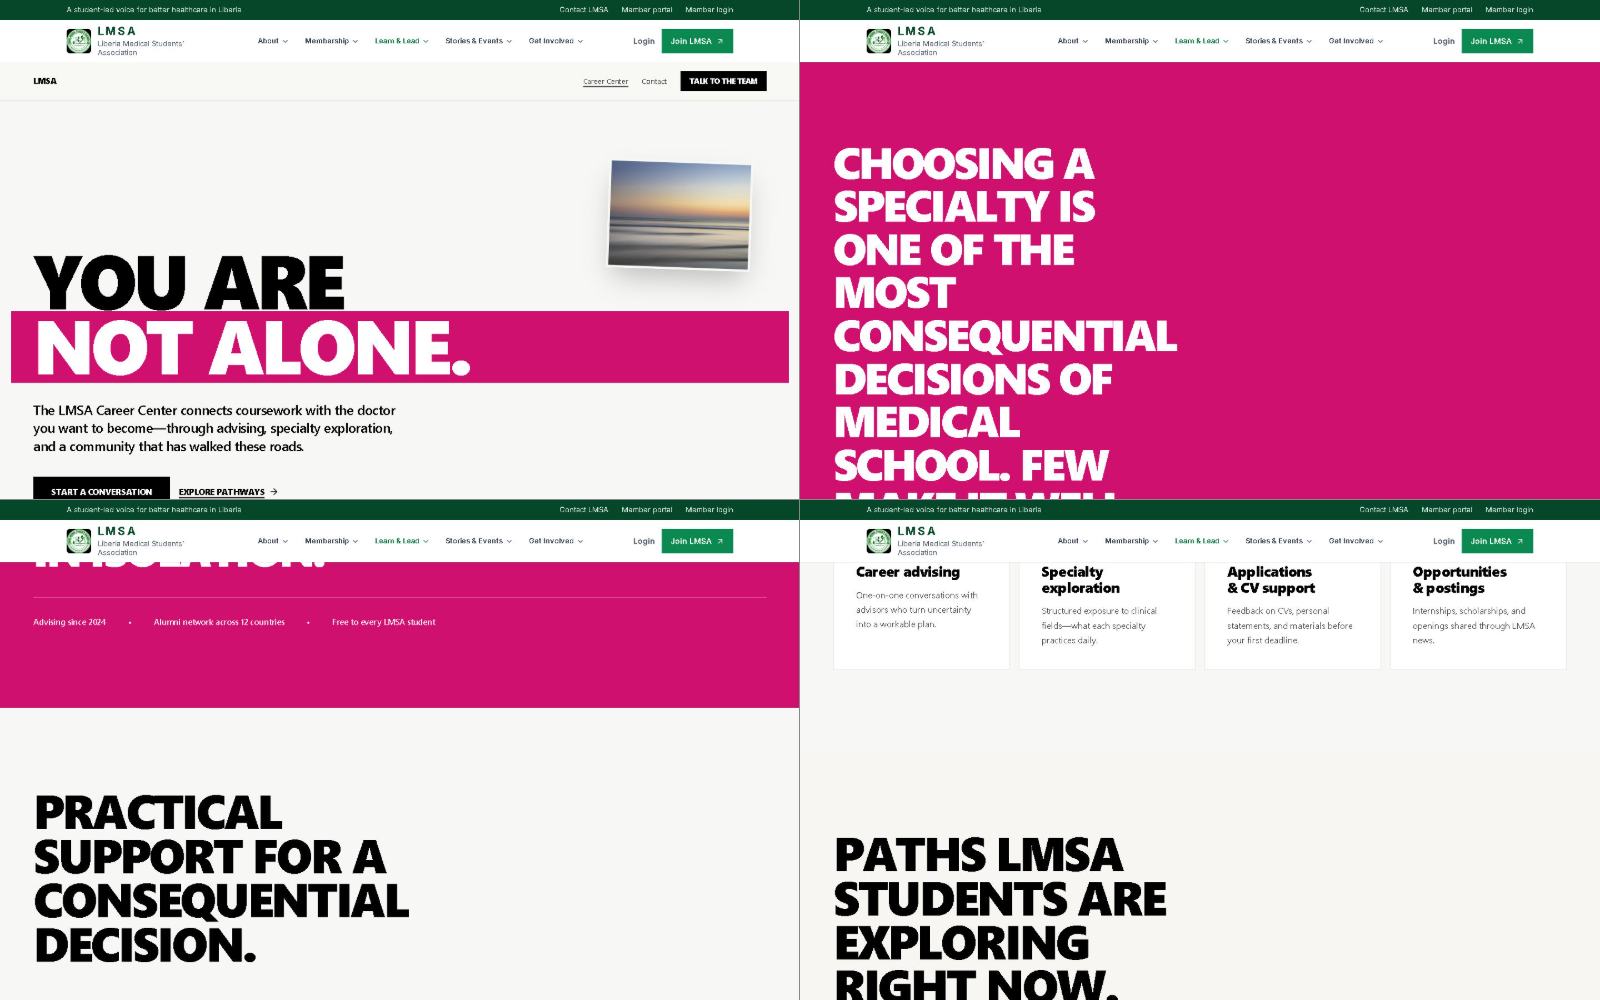 A student-led voice for better healthcare in Liberia
Contact LMSA Member portal Member login
LMSA
Liberia Medical Students'
Association
About Membership Learn & Lead Stories & Events Get Involved
Login Join LMSA
LMSA
Career Center Contact TALK TO THE TEAM
YOU ARE
NOT ALONE.
The LMSA Career Center connects coursework with the doctor
you want to become—through advising, specialty exploration,
and a community that has walked these roads.
START A CONVERSATION EXPLORE PATHWAYS →
A student-led voice for better healthcare in Liberia
Contact LMSA Member portal Member login
LMSA
Liberia Medical Students'
Association
About Membership Learn & Lead Stories & Events Get Involved
Login Join LMSA
CHOOSING A
SPECIALTY IS
ONE OF THE
MOST
CONSEQUENTIAL
DECISIONS OF
MEDICAL
SCHOOL. FEW
MAKE IT WELL
A student-led voice for better healthcare in Liberia
Contact LMSA Member portal Member login
LMSA
Liberia Medical Students'
Association
About Membership Learn & Lead Stories & Events Get Involved
Login Join LMSA
IN ISOLATION.
Advising since 2024 • Alumni network across 12 countries • Free to every LMSA student
PRACTICAL
SUPPORT FOR A
CONSEQUENTIAL
DECISION.
A student-led voice for better healthcare in Liberia
Contact LMSA Member portal Member login
LMSA
Liberia Medical Students'
Association
About Membership Learn & Lead Stories & Events Get Involved
Login Join LMSA
Career advising
One-on-one conversations with
advisors who turn uncertainty
into a workable plan.
Specialty
exploration
Structured exposure to clinical
fields—what each specialty
practices daily.
Applications
& CV support
Feedback on CVs, personal
statements, and materials before
your first deadline.
Opportunities
& postings
Internships, scholarships, and
openings shared through LMSA
news.
PATHS LMSA
STUDENTS ARE
EXPLORING
RIGHT NOW.